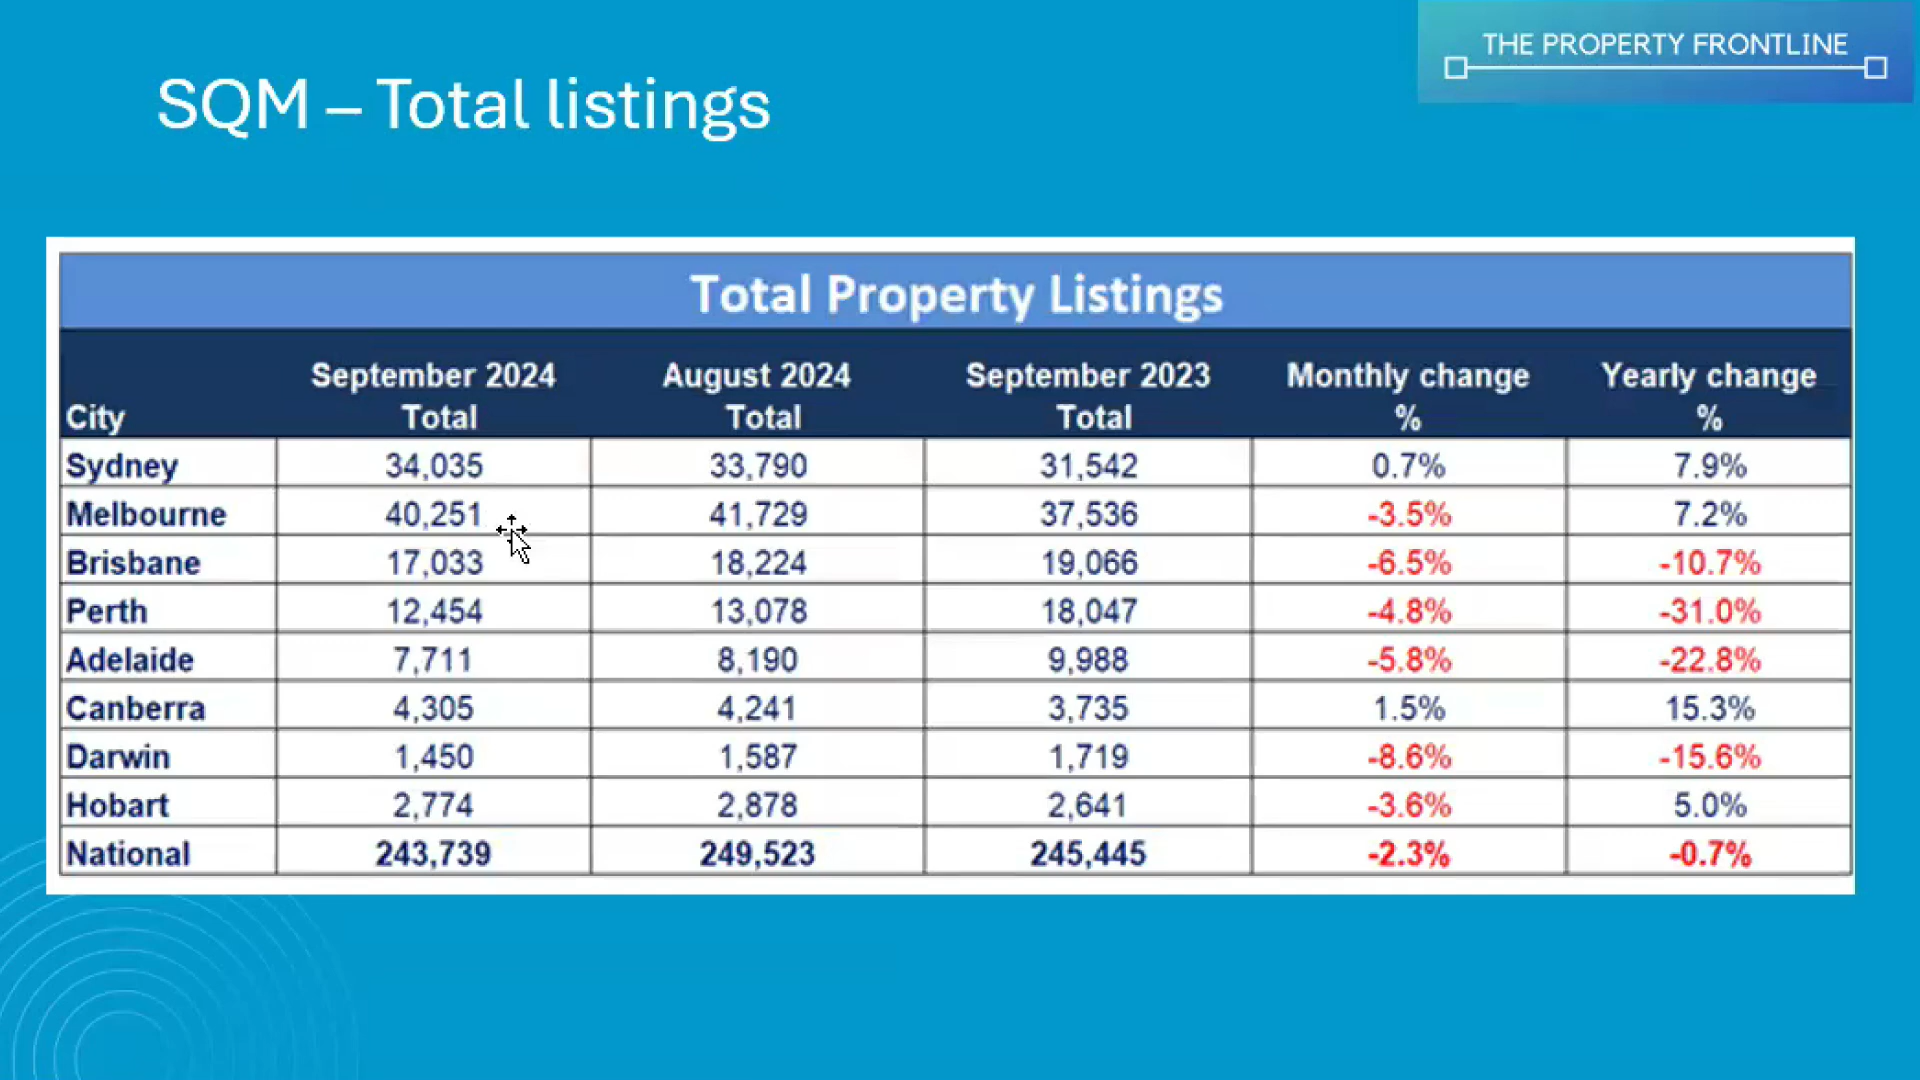 THE PROPERTY FRONTLINE
SQM – Total listings
Total Property Listings
City September 2024 Total August 2024 Total September 2023 Total Monthly change % Yearly change %
Sydney 34,035 33,790 31,542 0.7% 7.9%
Melbourne 40,251 41,729 37,536 -3.5% 7.2%
Brisbane 17,033 18,224 19,066 -6.5% -10.7%
Perth 12,454 13,078 18,047 -4.8% -31.0%
Adelaide 7,711 8,190 9,988 -5.8% -22.8%
Canberra 4,305 4,241 3,735 1.5% 15.3%
Darwin 1,450 1,587 1,719 -8.6% -15.6%
Hobart 2,774 2,878 2,641 -3.6% 5.0%
National 243,739 249,523 245,445 -2.3% -0.7%